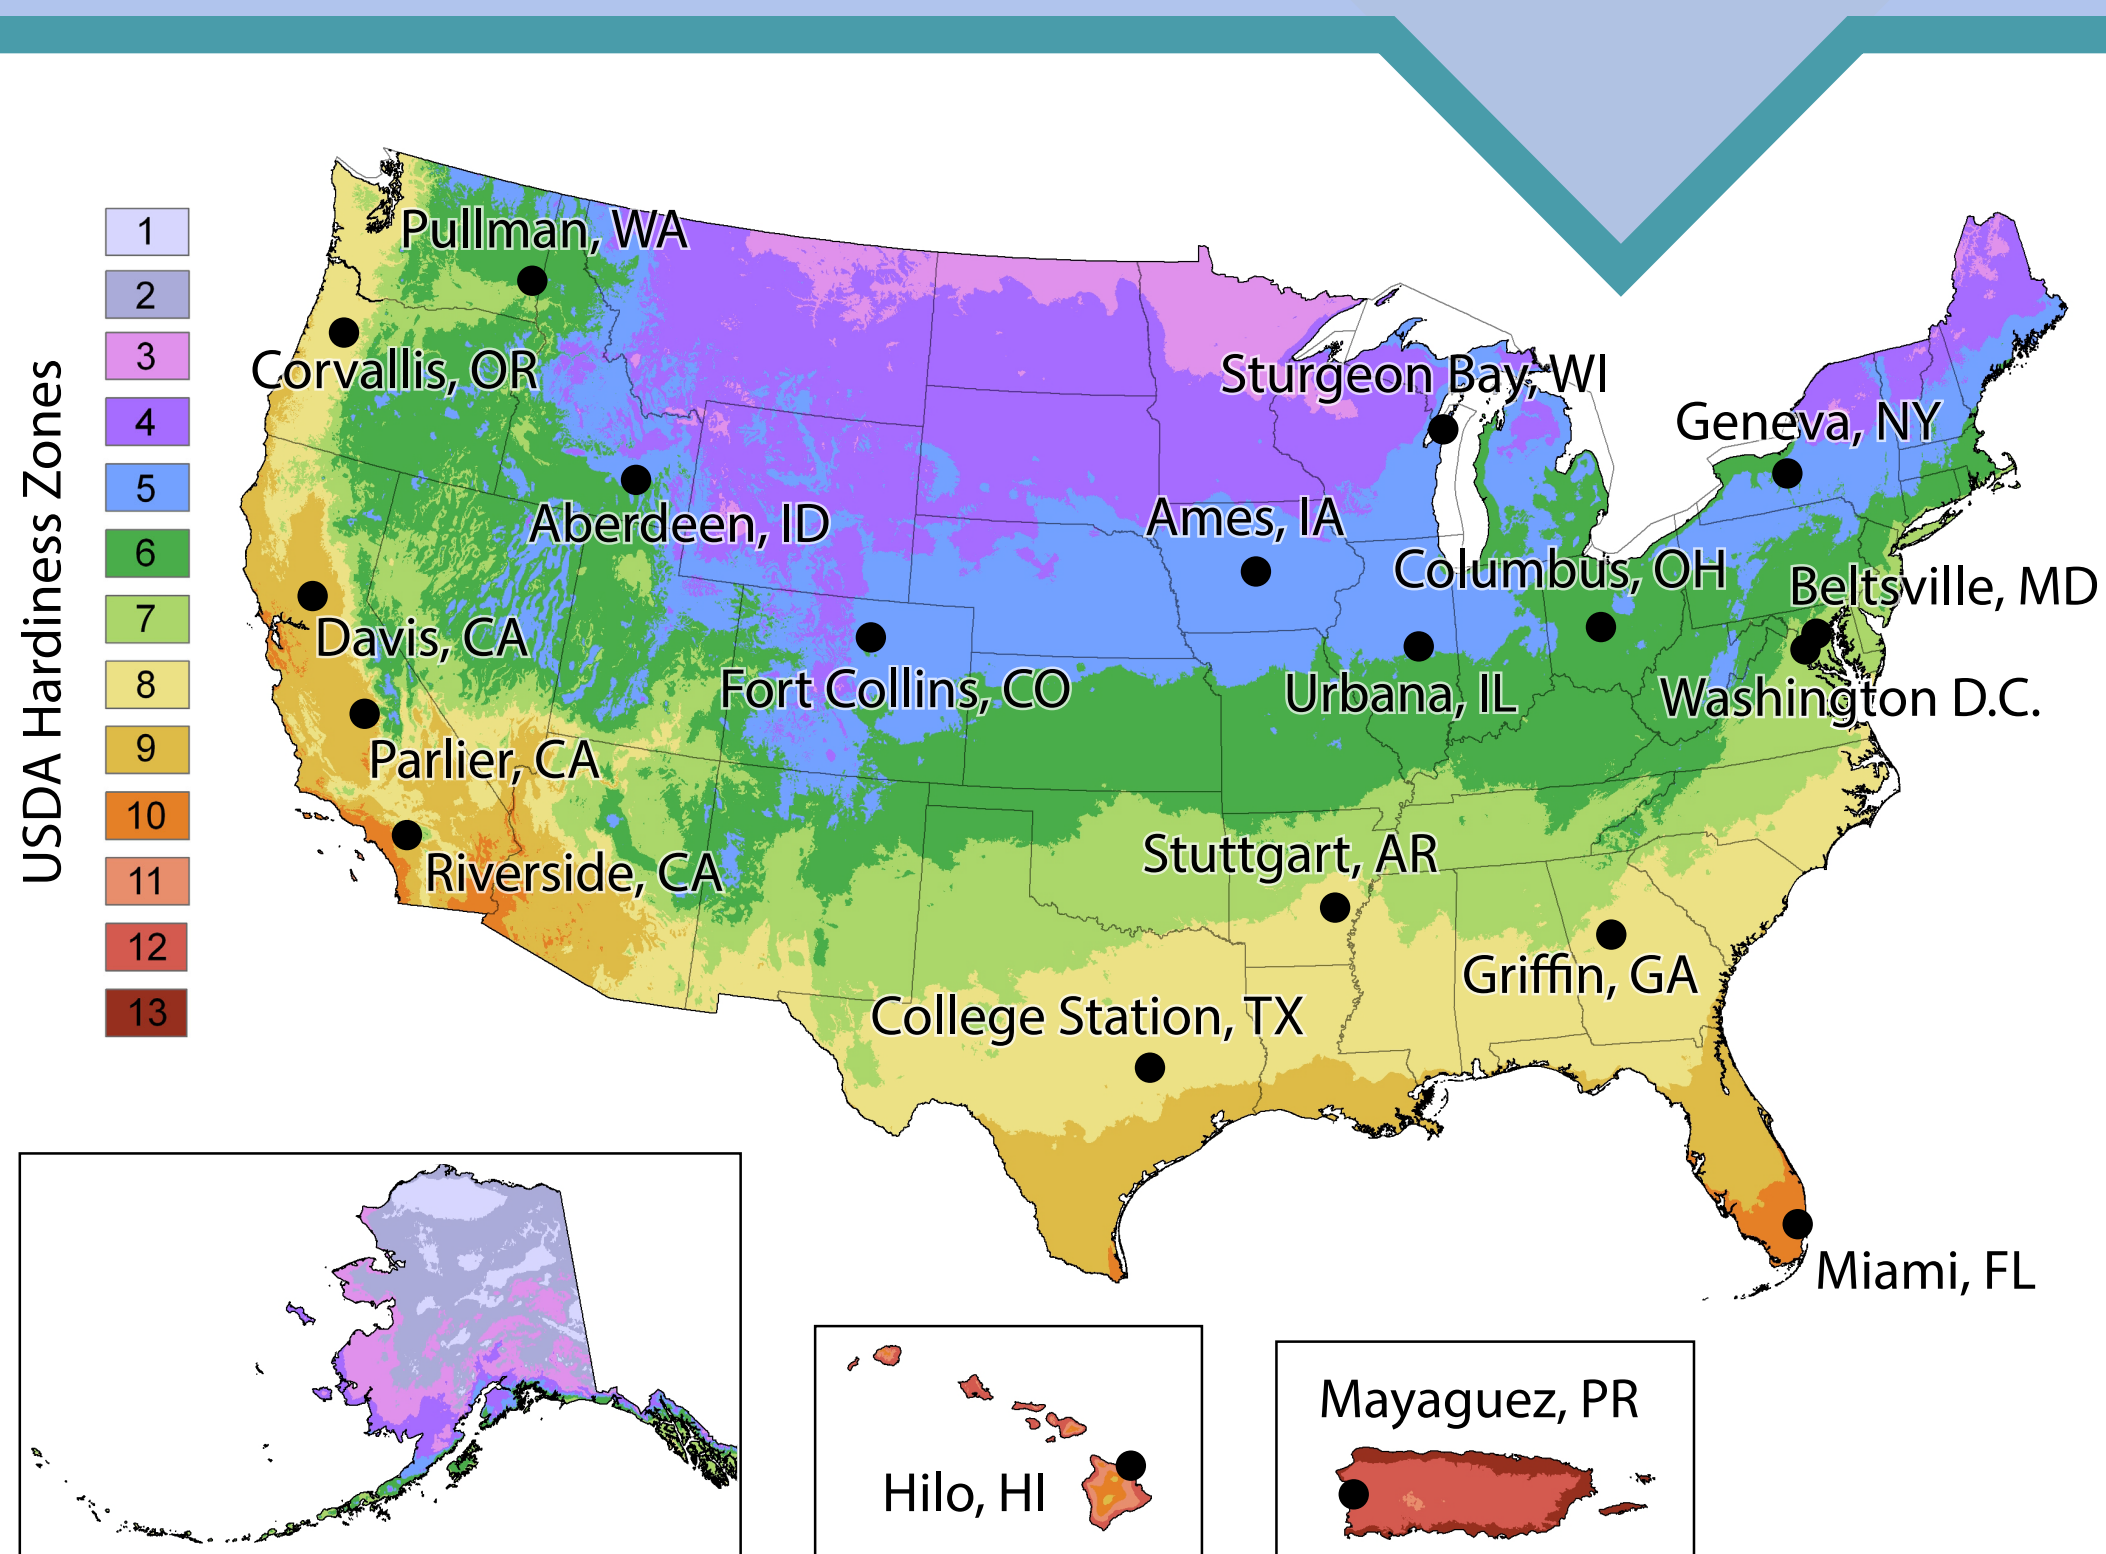 USDA Hardiness Zones
1
2
3
4
5
6
7
8
9
10
11
12
13
Pullman, WA
Corvallis, OR
Sturgeon Bay, WI
Geneva, NY
Aberdeen, ID
Ames, IA
Columbus, OH
Beltsville, MD
Davis, CA
Fort Collins, CO
Urbana, IL
Washington D.C.
Parlier, CA
Riverside, CA
Stuttgart, AR
Griffin, GA
College Station, TX
Miami, FL
Hilo, HI
Mayaguez, PR